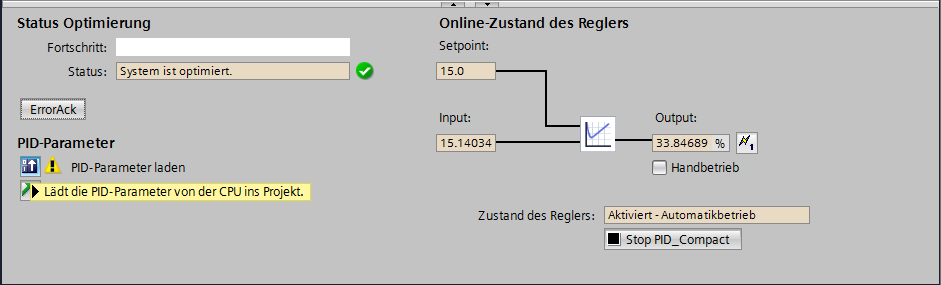 Status Optimierung
Fortschritt:
Status: System ist optimiert.
ErrorAck
PID-Parameter
PID-Parameter laden
Lädt die PID-Parameter von der CPU ins Projekt.
Online-Zustand des Reglers
Setpoint:
15.0
Input:
15.14034
Output:
33.84689 %
1
Handbetrieb
Zustand des Reglers: Aktiviert - Automatikbetrieb
Stop PID_Compact